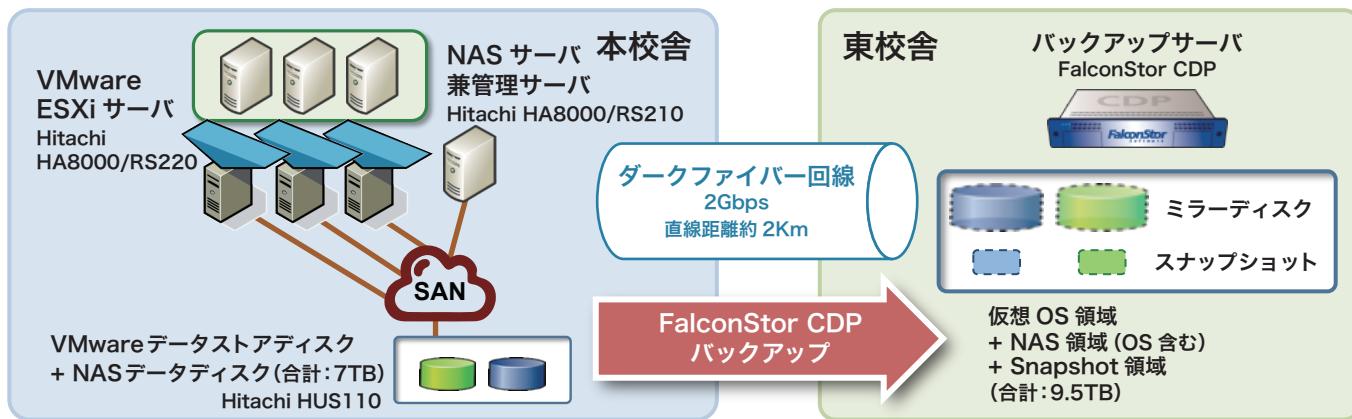 本校舎
VMware
ESXi サーバ
Hitachi
HA8000/RS220
NAS サーバ
兼管理サーバ
Hitachi HA8000/RS210
SAN
VMwareデータストアディスク
+ NASデータディスク(合計:7TB)
Hitachi HUS110
ダークファイバー回線
2Gbps
直線距離約 2Km
FalconStor CDP
バックアップ
東校舎
バックアップサーバ
FalconStor CDP
CDP
FalconStor
SOFTWARE
ミラーディスク
スナップショット
仮想 OS 領域
+ NAS 領域 (OS 含む)
+ Snapshot 領域
(合計:9.5TB)